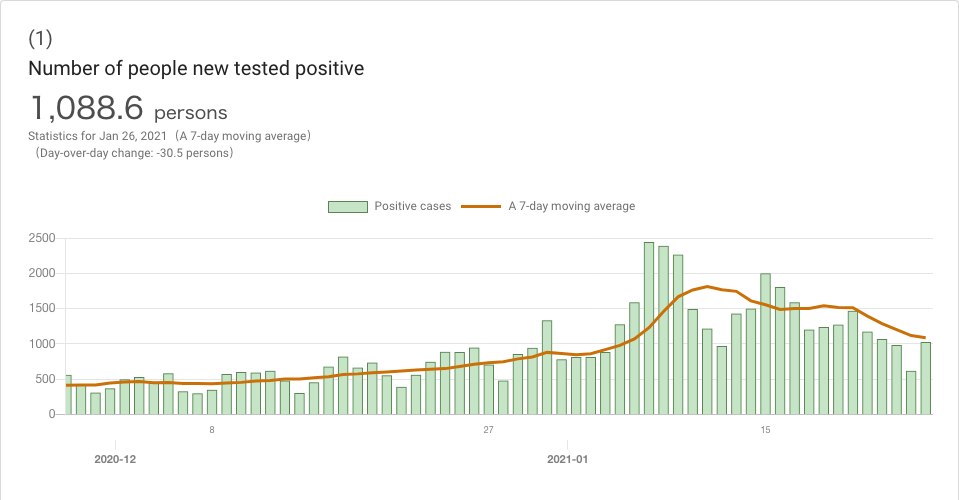 (1)
Number of people new tested positive
1,088.6 persons
Statistics for Jan 26, 2021（A 7-day moving average）
（Day-over-day change: -30.5 persons）
Positive cases A 7-day moving average
2500
2000
1500
1000
500
0
8 27 15
2020-12 2021-01